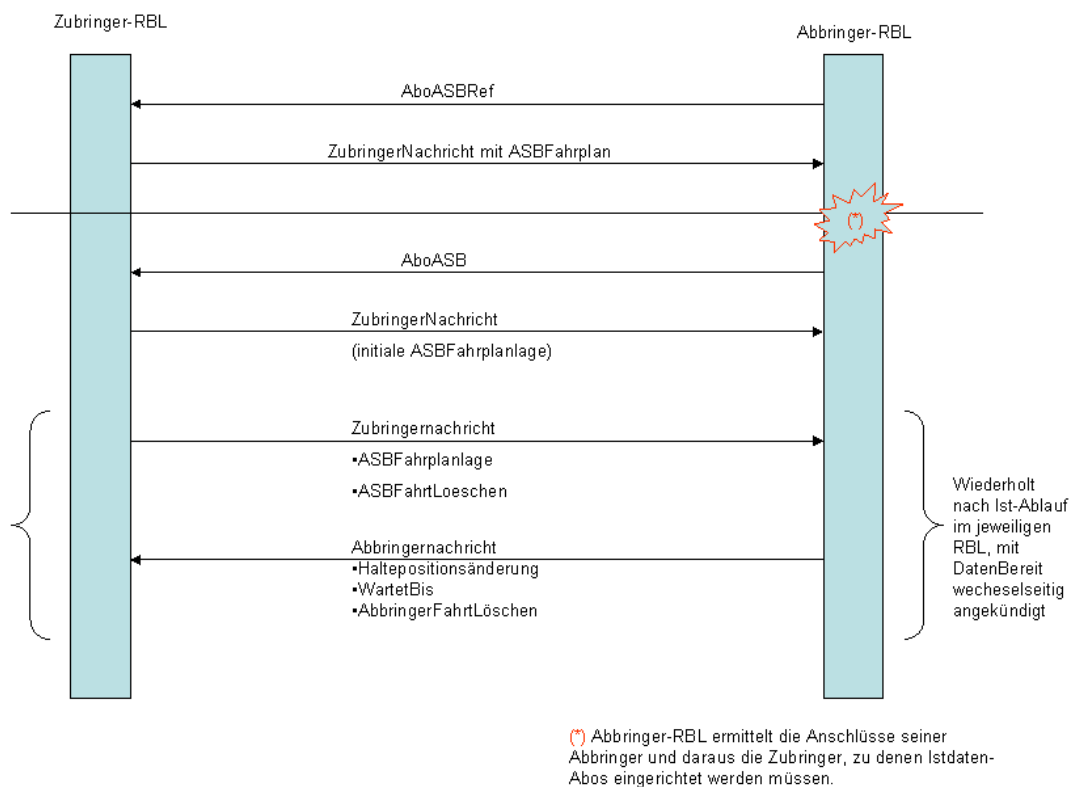 Zubringer-RBL
Abbringer-RBL
AboASBRef
ZubringerNachricht mit ASBFahrplan
(*)
AboASB
ZubringerNachricht
(initiale ASBFahrplanlage)
Zubringernachricht
▪ASBFahrplanlage
▪ASBFahrtLoeschen
Abbringernachricht
▪Haltepositionsänderung
▪WartetBis
▪AbbringerFahrtLöschen
Wiederholt
nach Ist-Ablauf
im jeweiligen
RBL, mit
DatenBereit
wecheselseitig
angekündigt
(*) Abbringer-RBL ermittelt die Anschlüsse seiner
Abbringer und daraus die Zubringer, zu denen Istdaten-
Abos eingerichtet werden müssen.